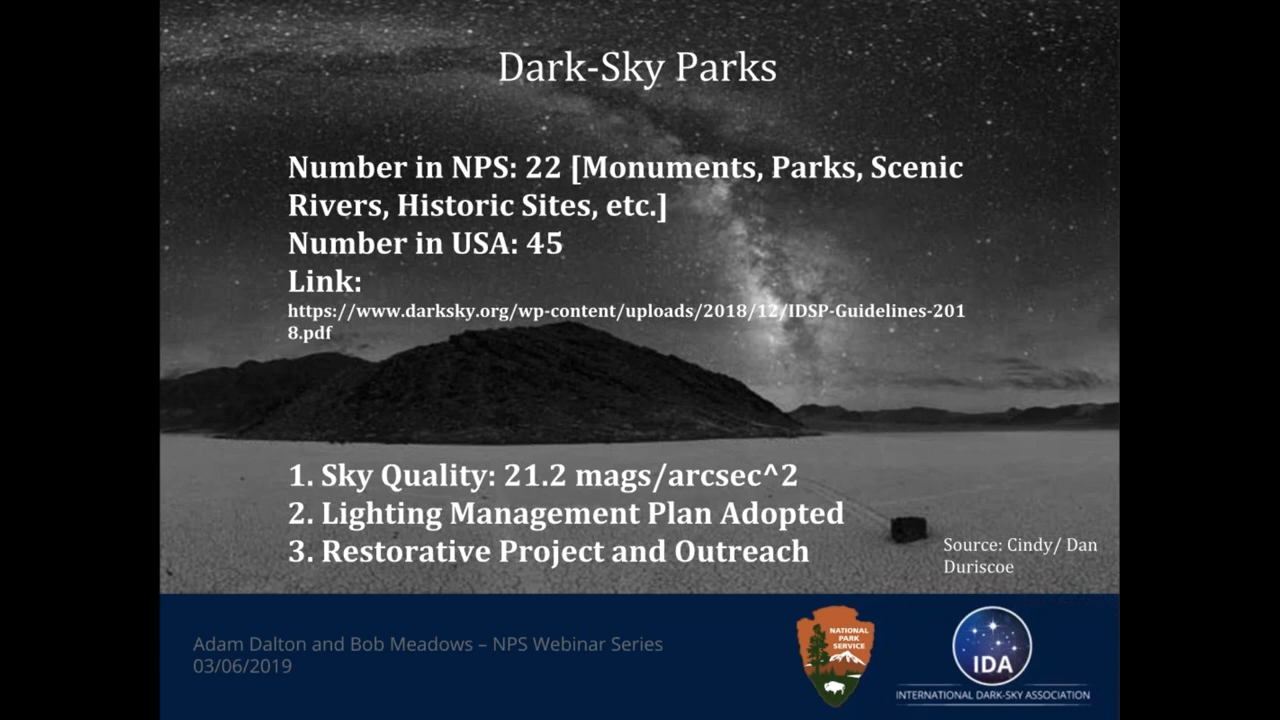 Dark-Sky Parks
Number in NPS: 22 [Monuments, Parks, Scenic
Rivers, Historic Sites, etc.]
Number in USA: 45
Link:
https://www.darksky.org/wp-content/uploads/2018/12/IDSP-Guidelines-201
8.pdf
1. Sky Quality: 21.2 mags/arcsec^2
2. Lighting Management Plan Adopted
3. Restorative Project and Outreach
Source: Cindy/ Dan
Duriscoe
Adam Dalton and Bob Meadows – NPS Webinar Series
03/06/2019
NATIONAL
PARK
SERVICE
IDA
INTERNATIONAL DARK-SKY ASSOCIATION